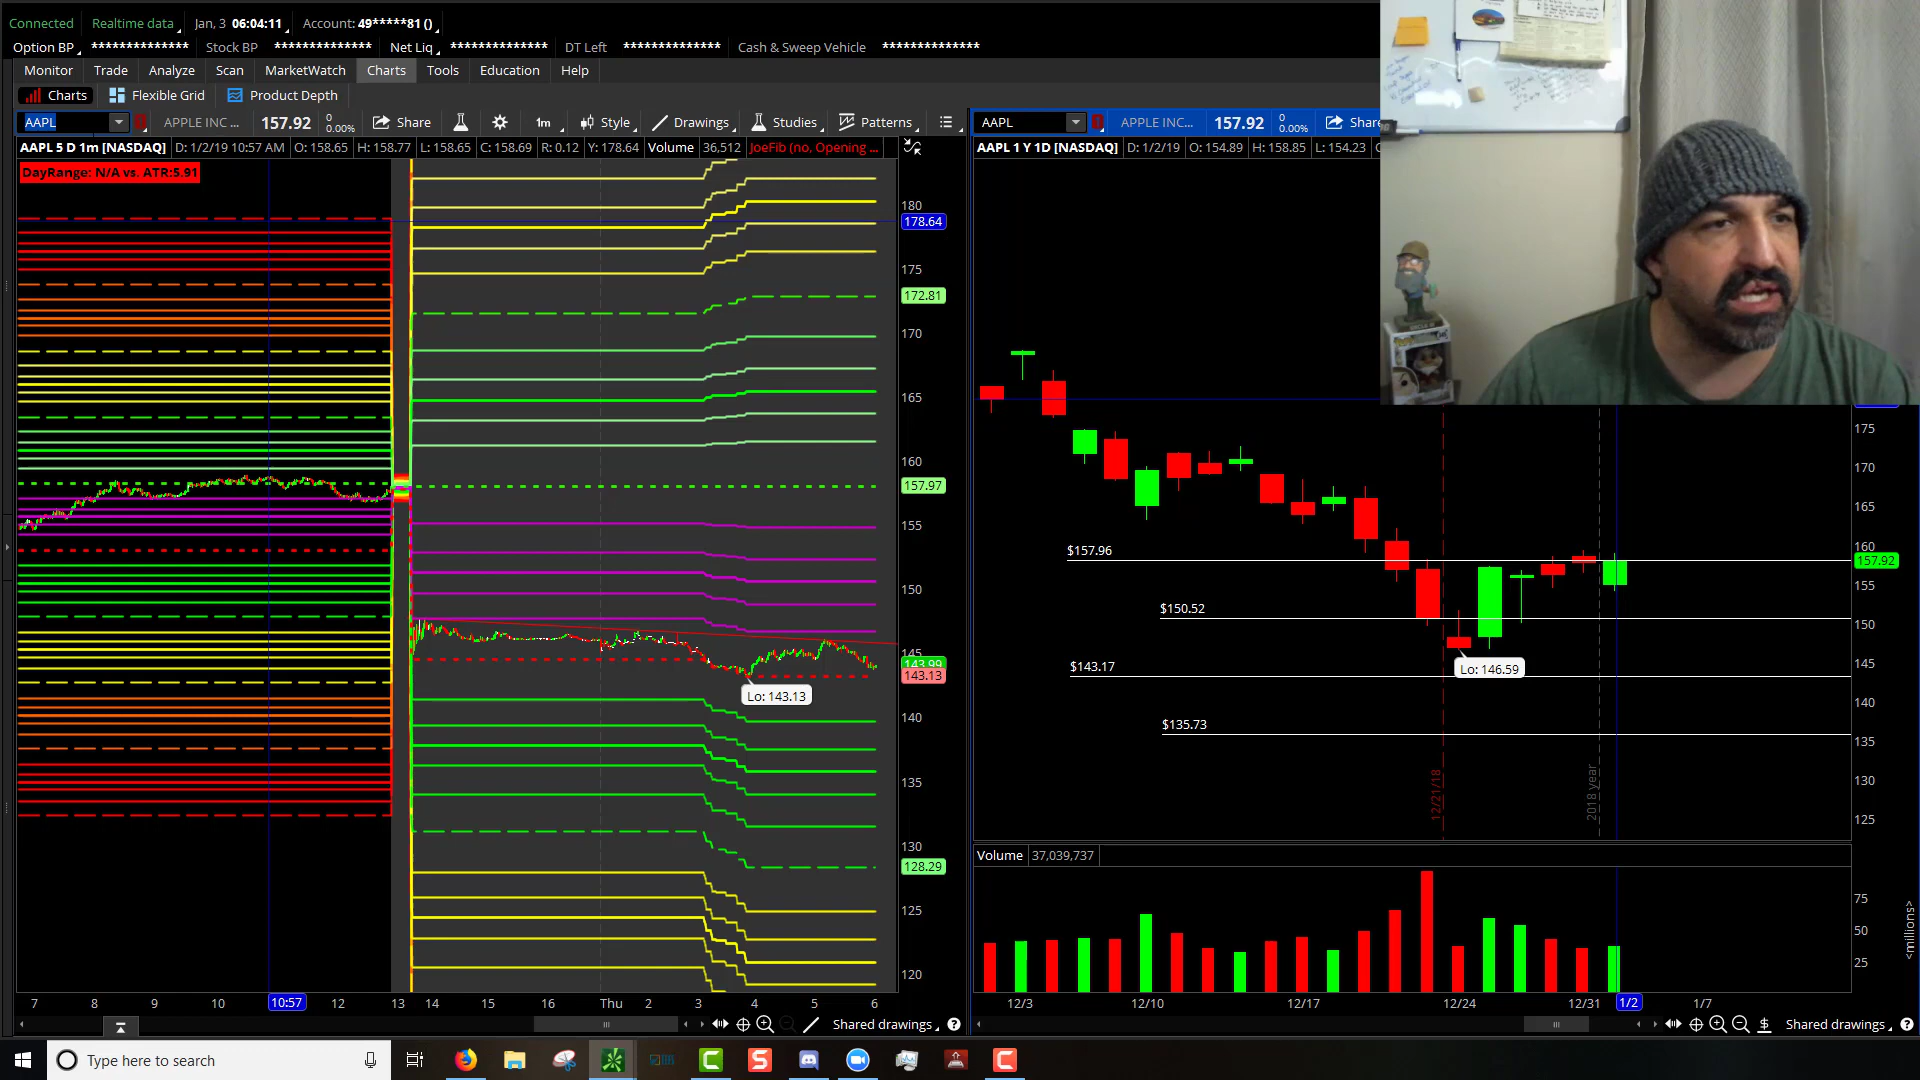 Connected Realtime data Jan, 3 06:04:11 Account: 49*****81 ()
Option BP ************** Stock BP ************** Net Liq ************** DT Left ************** Cash & Sweep Vehicle **************
Monitor Trade Analyze Scan MarketWatch Charts Tools Education Help
Charts Flexible Grid Product Depth
AAPL APPLE INC ... 157.92 0 0.00% Share 1m Style Drawings Studies Patterns
AAPL APPLE INC... 157.92 0 0.00% Share
AAPL 5 D 1m [NASDAQ] D: 1/2/19 10:57 AM O: 158.65 H: 158.77 L: 158.65 C: 158.69 R: 0.12 Y: 178.64 Volume 36,512 JoeFib (no, Opening ...
AAPL 1 Y 1D [NASDAQ] D: 1/2/19 O: 154.89 H: 158.85 L: 154.23
DayRange: N/A vs. ATR:5.91
180
178.64
175
172.81
170
165
160
157.97
155
150
145
143.99
143.13
Lo: 143.13
140
135
130
128.29
125
120
7 8 9 10 10:57 12 13 14 15 16 Thu 2 3 4 5 6
Shared drawings
175
170
165
160
$157.96
157.92
155
$150.52
150
$143.17
145
Lo: 146.59
140
$135.73
135
130
125
12/21/18
2018 year
Volume 37,039,737
75
50
25
<millions>
12/3 12/10 12/17 12/24 12/31 1/2 1/7
Shared drawings
Type here to search